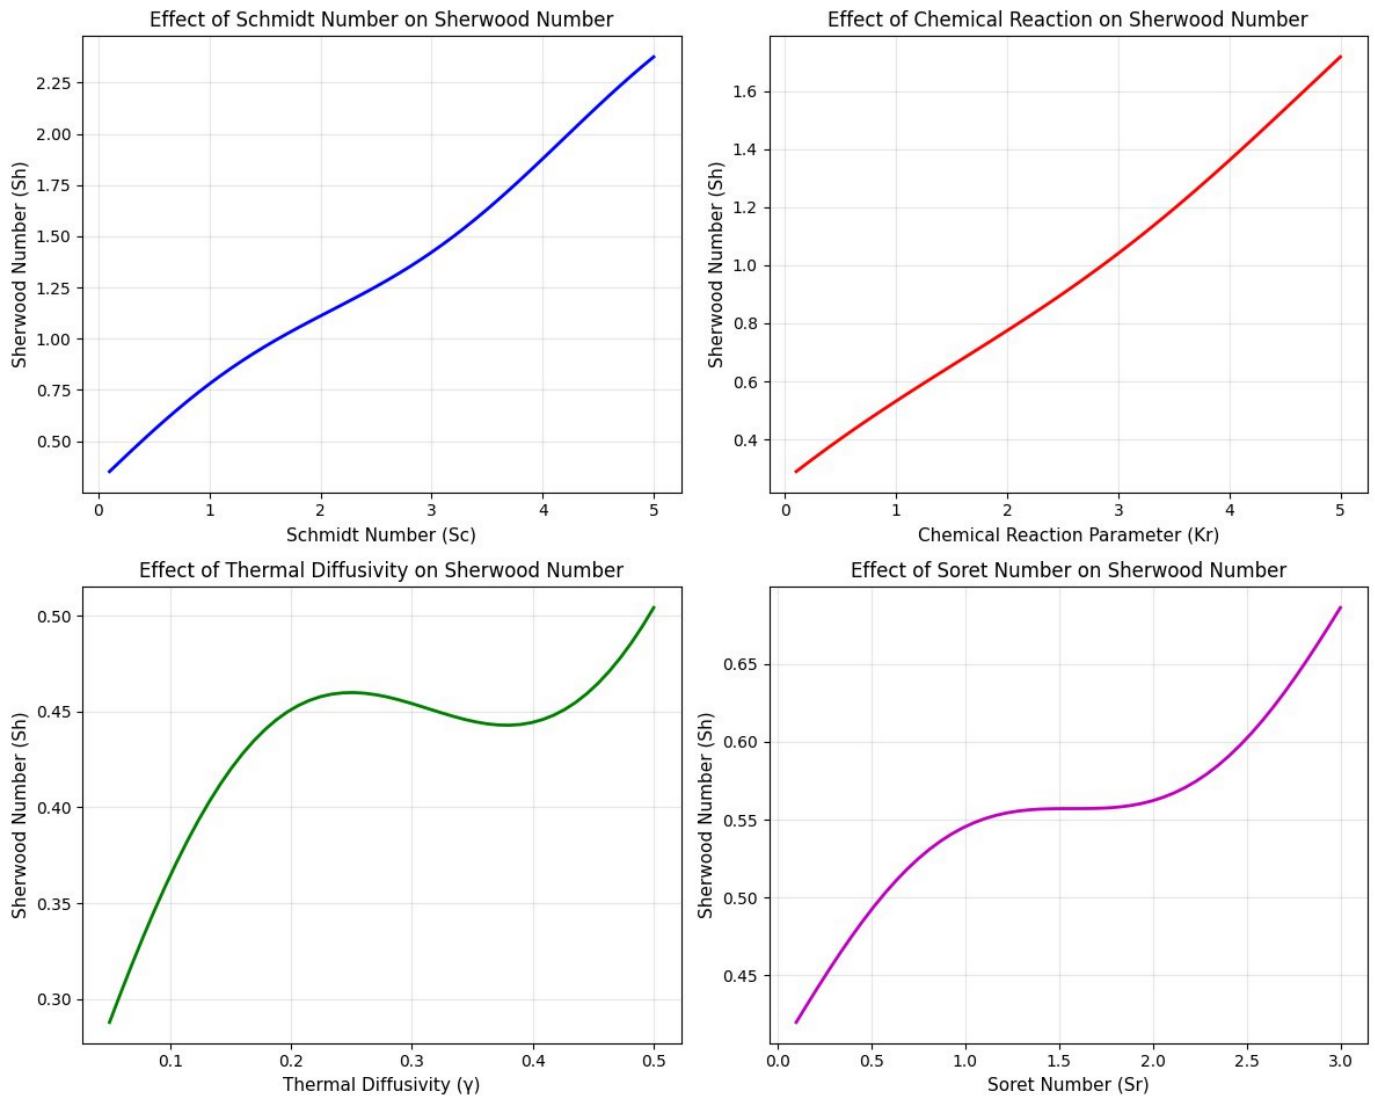 Effect of Schmidt Number on Sherwood Number
Sherwood Number (Sh)
2.25
2.00
1.75
1.50
1.25
1.00
0.75
0.50
0 1 2 3 4 5
Schmidt Number (Sc)
Effect of Chemical Reaction on Sherwood Number
Sherwood Number (Sh)
1.6
1.4
1.2
1.0
0.8
0.6
0.4
0 1 2 3 4 5
Chemical Reaction Parameter (Kr)
Effect of Thermal Diffusivity on Sherwood Number
Sherwood Number (Sh)
0.50
0.45
0.40
0.35
0.30
0.1 0.2 0.3 0.4 0.5
Thermal Diffusivity (γ)
Effect of Soret Number on Sherwood Number
Sherwood Number (Sh)
0.65
0.60
0.55
0.50
0.45
0.0 0.5 1.0 1.5 2.0 2.5 3.0
Soret Number (Sr)